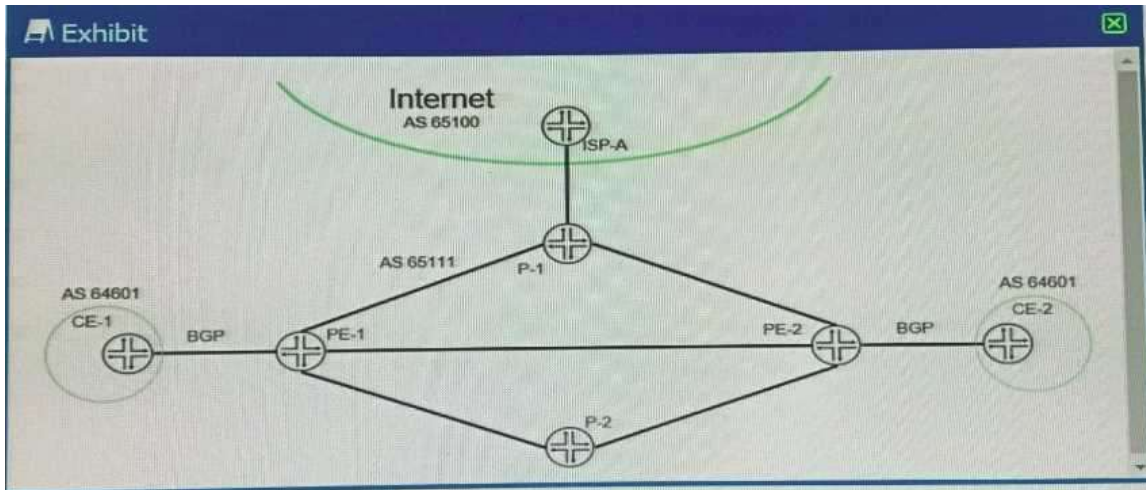 Exhibit
Internet
AS 65100
ISP-A
AS 65111
P-1
AS 64601
CE-1
BGP
PE-1
PE-2
BGP
AS 64601
CE-2
P-2